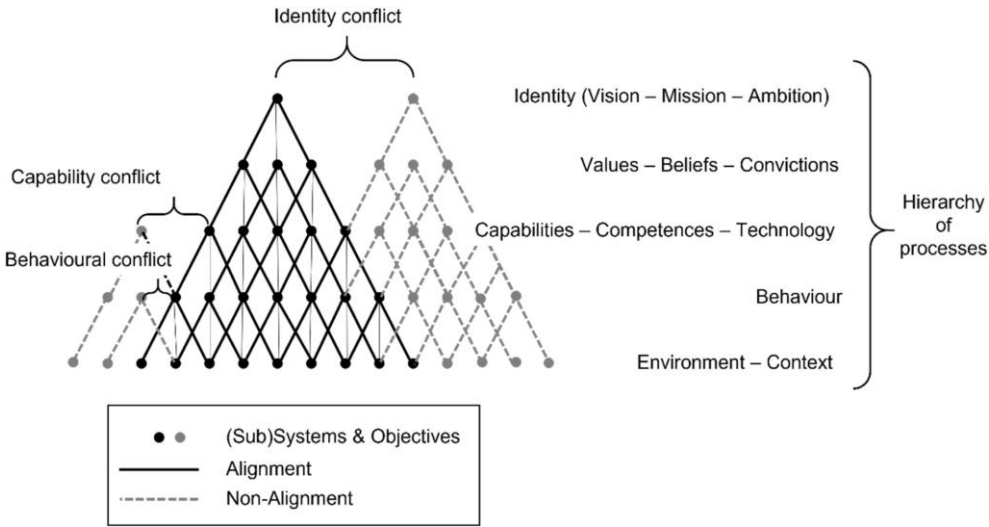 Identity conflict
Identity (Vision – Mission – Ambition)
Values – Beliefs – Convictions
Capability conflict
Capabilities – Competences – Technology
Hierarchy
of
processes
Behavioural conflict
Behaviour
Environment – Context
(Sub)Systems & Objectives
Alignment
Non-Alignment